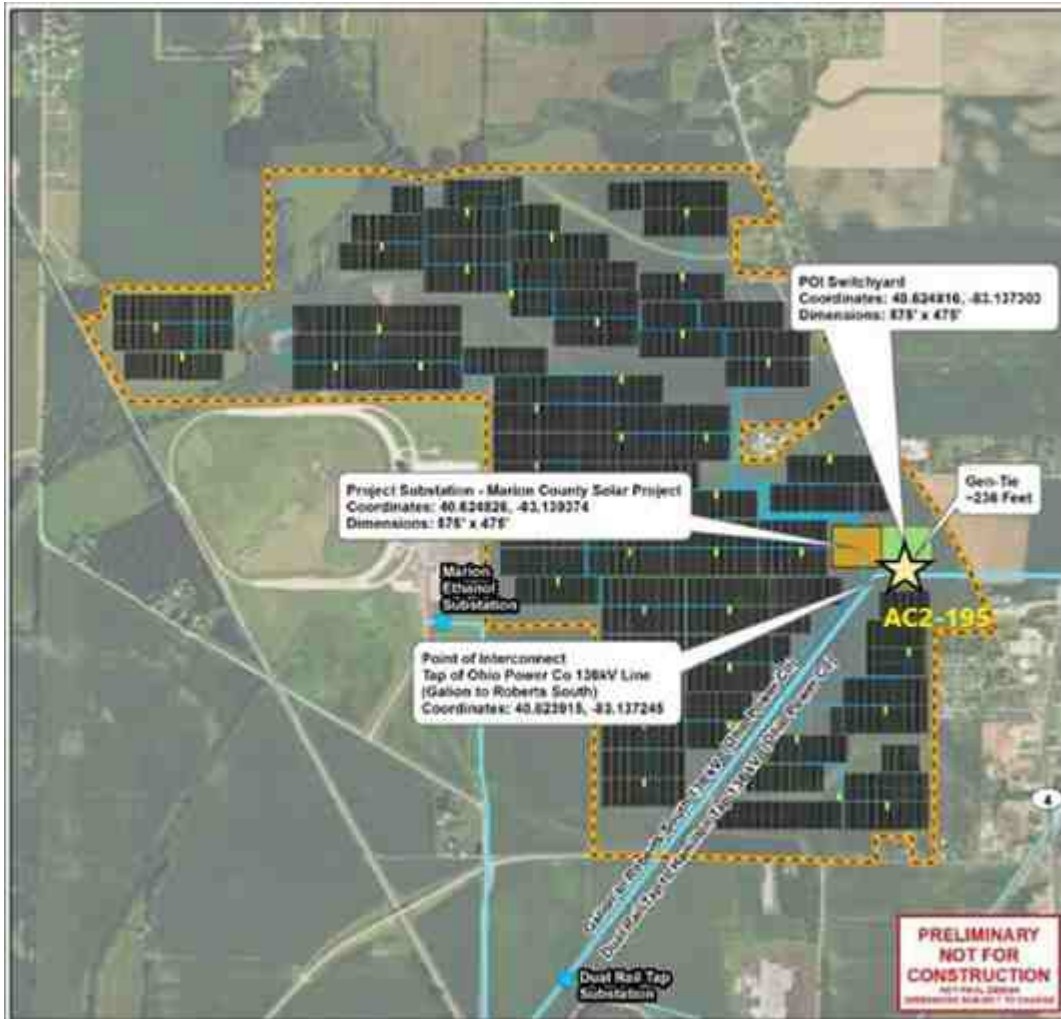 POI Switchyard
Coordinates: 40.624816, -83.137303
Dimensions: 575' x 475'
Gen-Tie
~236 Feet
Project Substation - Marion County Solar Project
Coordinates: 40.624826, -83.139374
Dimensions: 575' x 475'
Marion
Ethanol
Substation
AC2-195
Point of Interconnect
Tap of Ohio Power Co 138kV Line
(Galion to Roberts South)
Coordinates: 40.623915, -83.137245
4
Dual Rail Tap
Substation
PRELIMINARY
NOT FOR
CONSTRUCTION
NOT FINAL DESIGN